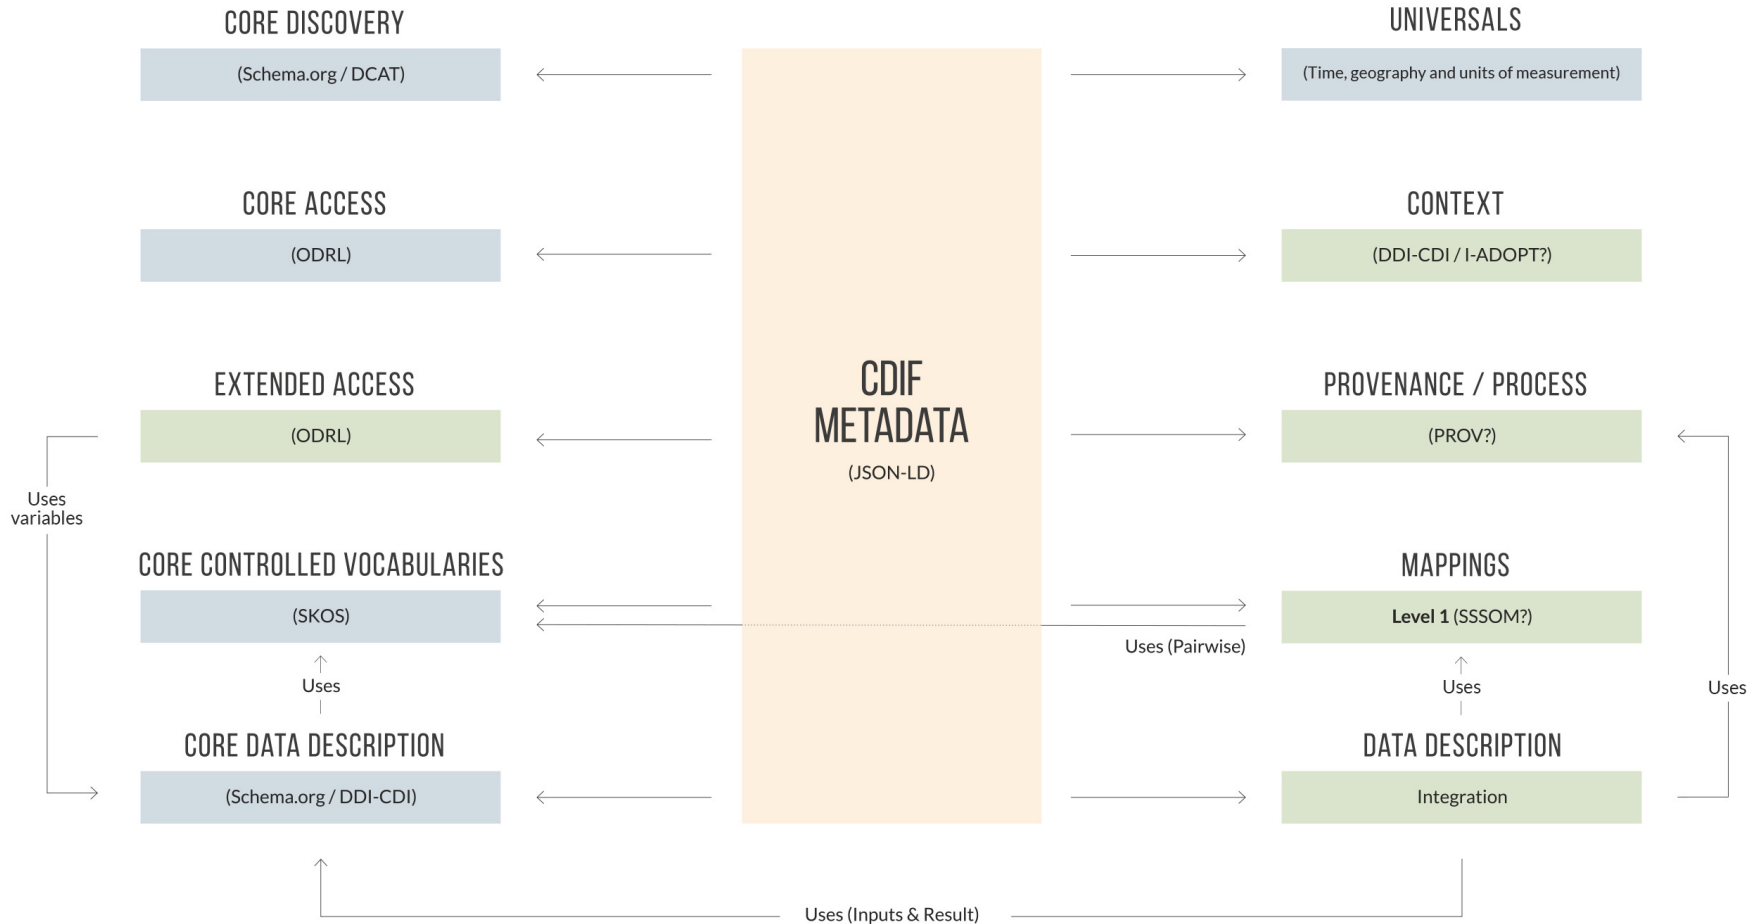 CORE DISCOVERY
(Schema.org / DCAT)
UNIVERSALS
(Time, geography and units of measurement)
CORE ACCESS
(ODRL)
CONTEXT
(DDI-CDI / I-ADOPT?)
EXTENDED ACCESS
(ODRL)
CDIF
METADATA
(JSON-LD)
PROVENANCE / PROCESS
(PROV?)
Uses
variables
CORE CONTROLLED VOCABULARIES
(SKOS)
MAPPINGS
Level 1 (SSSOM?)
Uses (Pairwise)
Uses
Uses
Uses
CORE DATA DESCRIPTION
(Schema.org / DDI-CDI)
DATA DESCRIPTION
Integration
Uses (Inputs & Result)